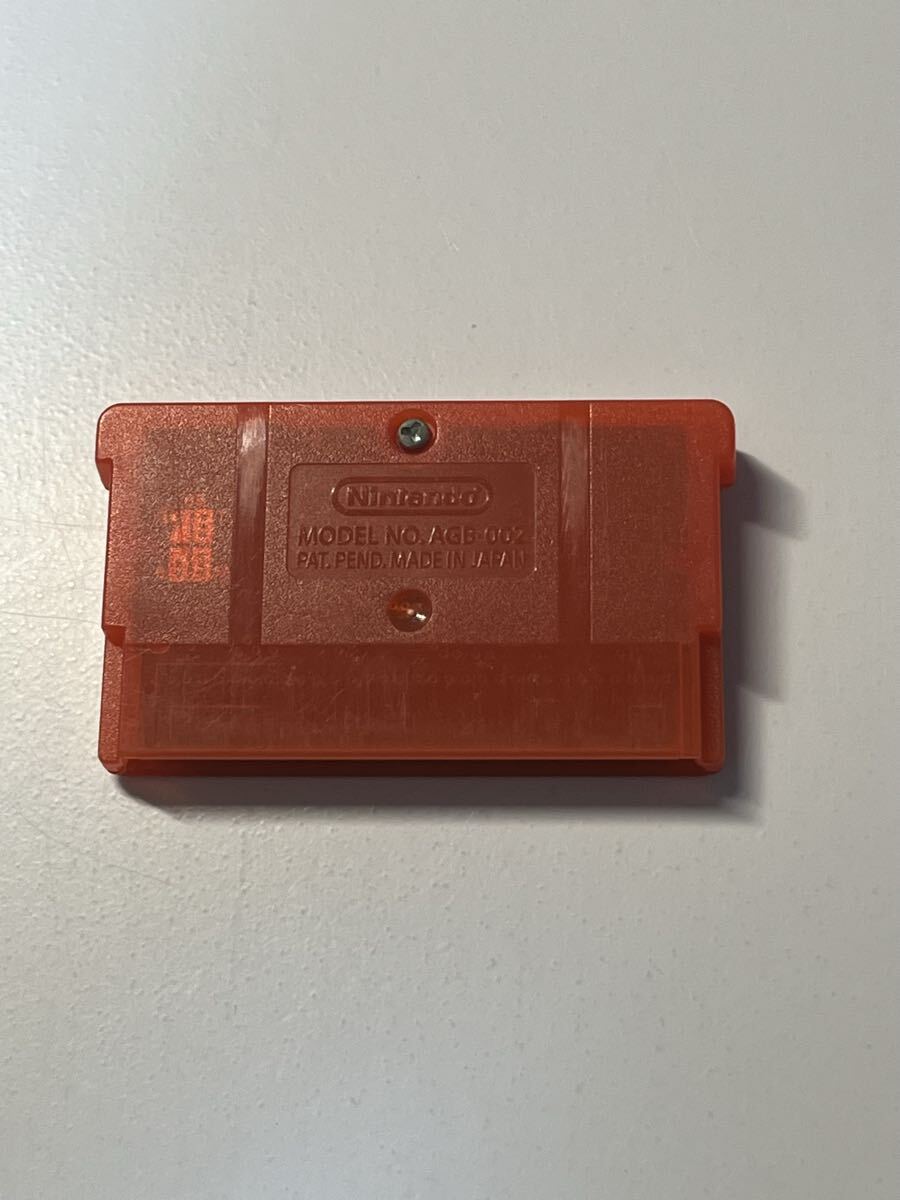 Nintendo
MODEL NO. AGB-002
PAT. PEND. MADE IN JAPAN